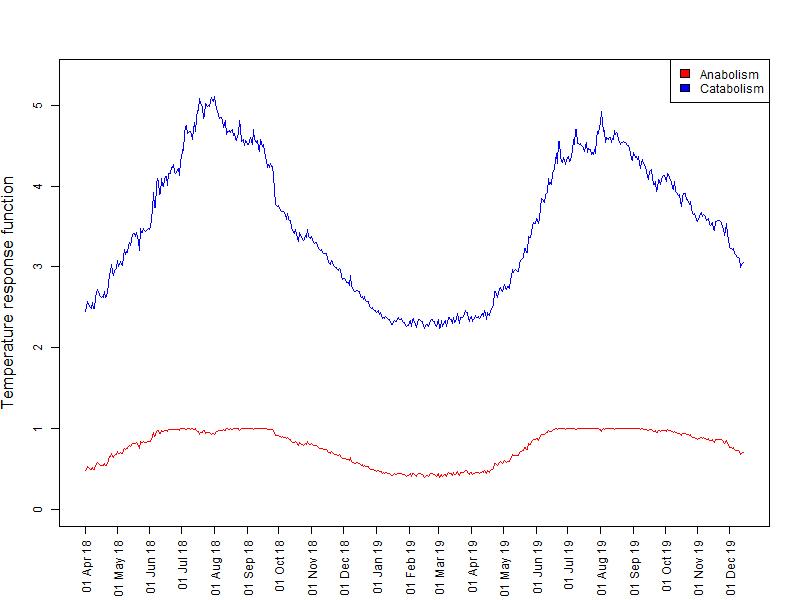 Anabolism
Catabolism
Temperature response function
5
4
3
2
1
0
01 Apr 18
01 May 18
01 Jun 18
01 Jul 18
01 Aug 18
01 Sep 18
01 Oct 18
01 Nov 18
01 Dec 18
01 Jan 19
01 Feb 19
01 Mar 19
01 Apr 19
01 May 19
01 Jun 19
01 Jul 19
01 Aug 19
01 Sep 19
01 Oct 19
01 Nov 19
01 Dec 19